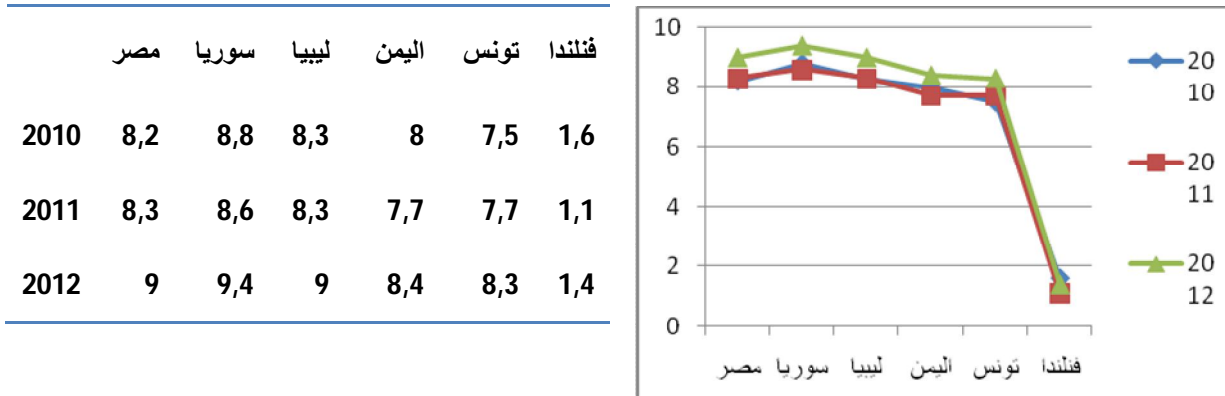 مصر سوريا ليبيا اليمن تونس فنلندا
2010 8,2 8,8 8,3 8 7,5 1,6
2011 8,3 8,6 8,3 7,7 7,7 1,1
2012 9 9,4 9 8,4 8,3 1,4
10
8
6
4
2
0
مصر سوريا ليبيا اليمن تونس فنلندا
20
10
20
11
20
12